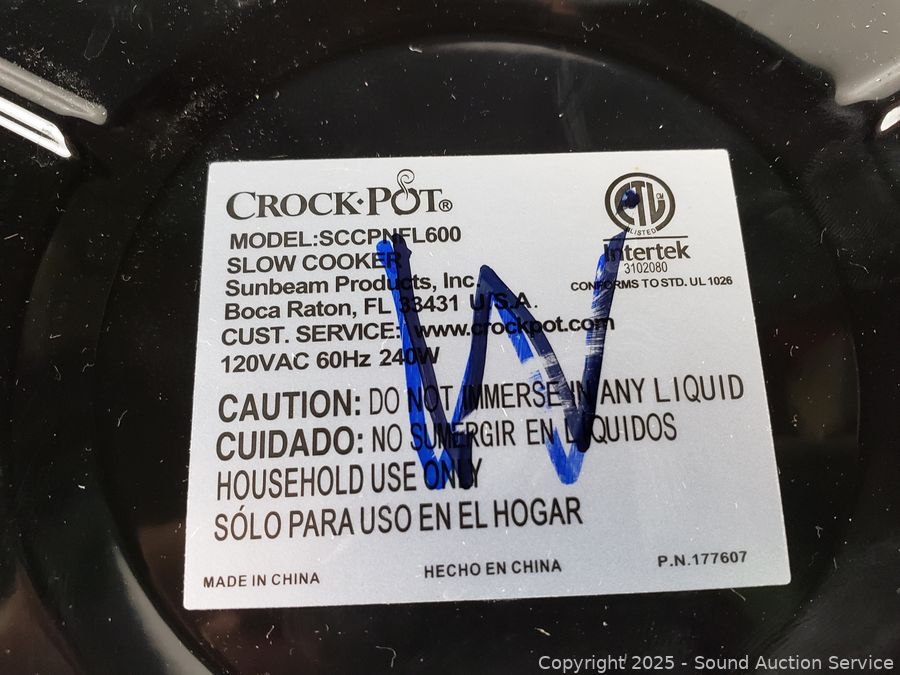 CROCK·POT®
MODEL:SCCPNFL600
SLOW COOKER
Sunbeam Products, Inc.
Boca Raton, FL 33431 U.S.A.
CUST. SERVICE: www.crockpot.com
120VAC 60Hz 240W
ETL CM
LISTED
Intertek
3102080
CONFORMS TO STD. UL 1026
W
CAUTION: DO NOT IMMERSE IN ANY LIQUID
CUIDADO: NO SUMERGIR EN LIQUIDOS
HOUSEHOLD USE ONLY
SÓLO PARA USO EN EL HOGAR
MADE IN CHINA
HECHO EN CHINA
P.N.177607
Copyright 2025 - Sound Auction Service